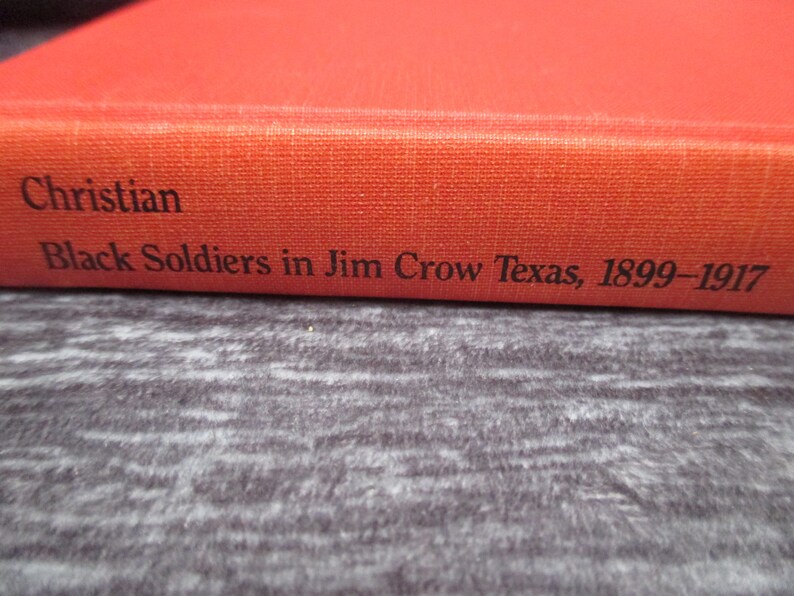 Christian
Black Soldiers in Jim Crow Texas, 1899–1917